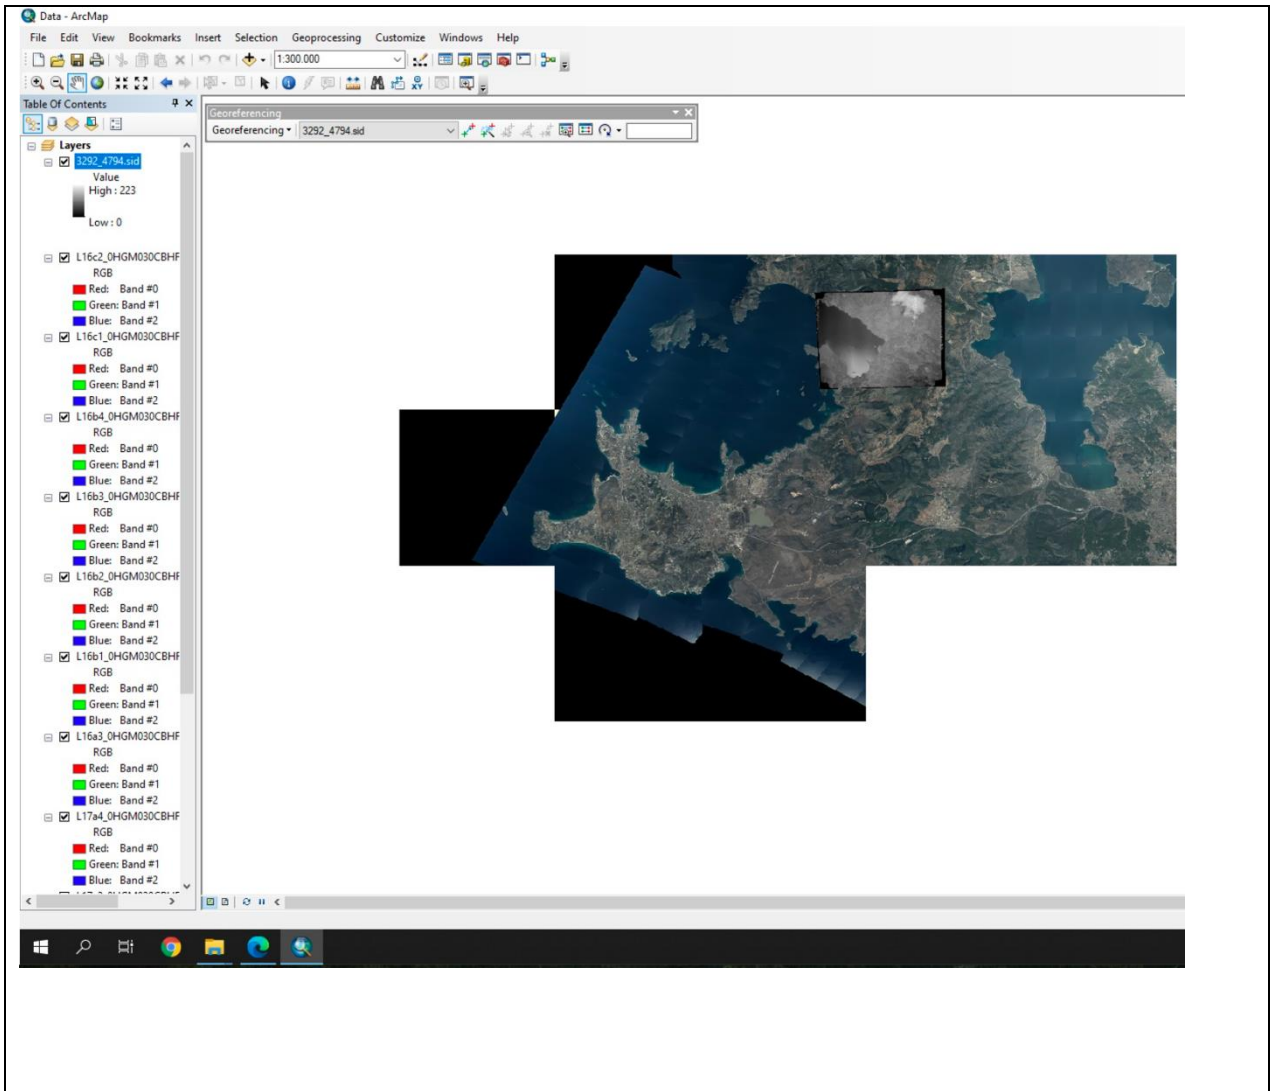 Data - ArcMap
File Edit View Bookmarks Insert Selection Geoprocessing Customize Windows Help
1:300.000
Table Of Contents
Georeferencing
Georeferencing 3292_4794.sid
Layers
3292_4794.sid
Value
High : 223
Low : 0
L16c2_0HGM030CBHF
RGB
Red: Band #0
Green: Band #1
Blue: Band #2
L16c1_0HGM030CBHF
RGB
Red: Band #0
Green: Band #1
Blue: Band #2
L16b4_0HGM030CBHF
RGB
Red: Band #0
Green: Band #1
Blue: Band #2
L16b3_0HGM030CBHF
RGB
Red: Band #0
Green: Band #1
Blue: Band #2
L16b2_0HGM030CBHF
RGB
Red: Band #0
Green: Band #1
Blue: Band #2
L16b1_0HGM030CBHF
RGB
Red: Band #0
Green: Band #1
Blue: Band #2
L16a3_0HGM030CBHF
RGB
Red: Band #0
Green: Band #1
Blue: Band #2
L17a4_0HGM030CBHF
RGB
Red: Band #0
Green: Band #1
Blue: Band #2